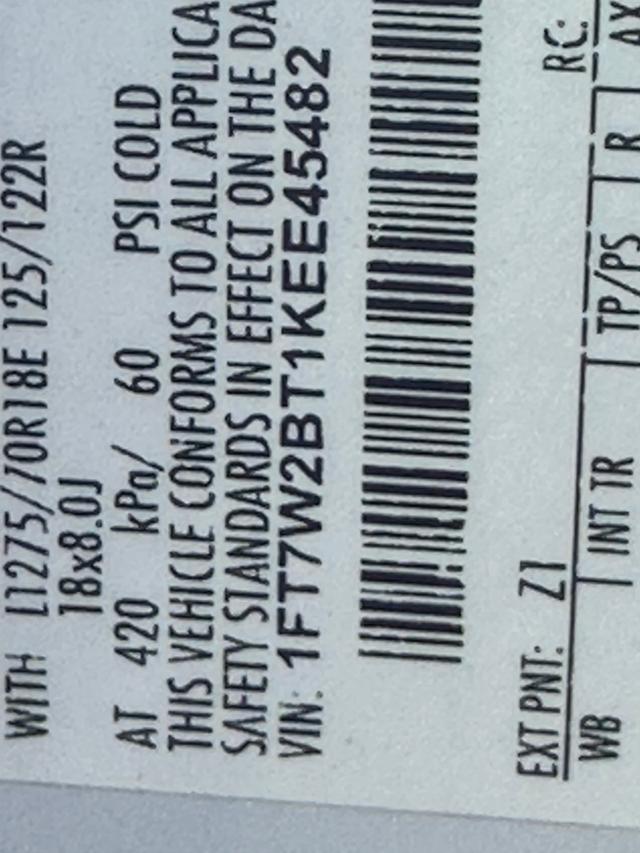 WITH LT275/70R18E 125/122R
18x8.0J
AT 420 kPa/ 60 PSI COLD
THIS VEHICLE CONFORMS TO ALL APPLICA
SAFETY STANDARDS IN EFFECT ON THE DA
VIN: 1FT7W2BT1KEE45482
EXT PNT: Z1 RC:
WB INT TR TP/PS R AX